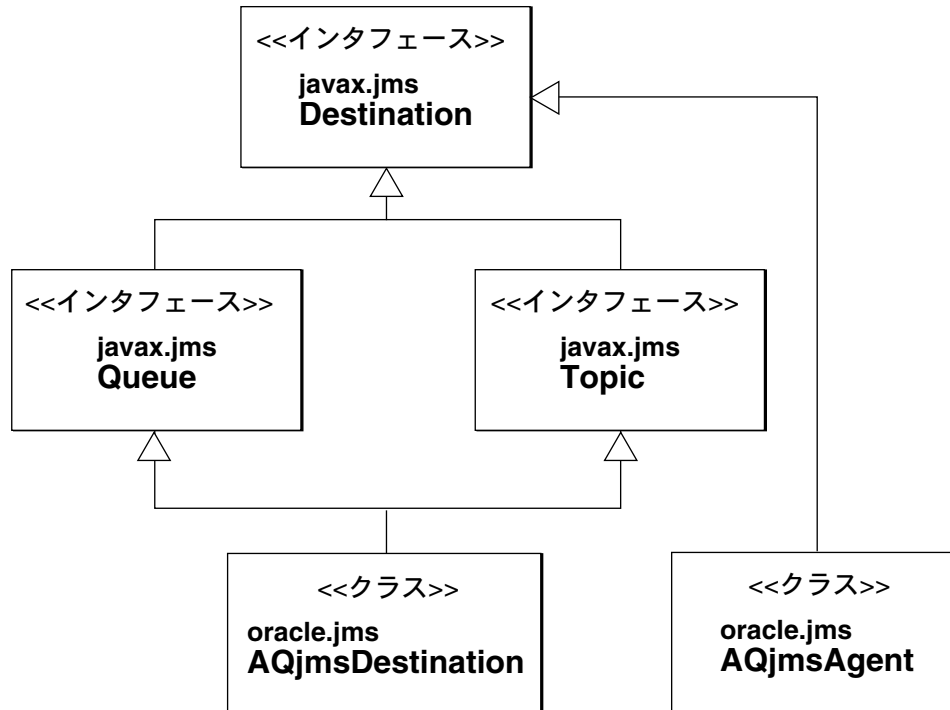 <<インタフェース>>
javax.jms
Destination
<<インタフェース>>
javax.jms
Queue
<<インタフェース>>
javax.jms
Topic
<<クラス>>
oracle.jms
AQjmsDestination
<<クラス>>
oracle.jms
AQjmsAgent